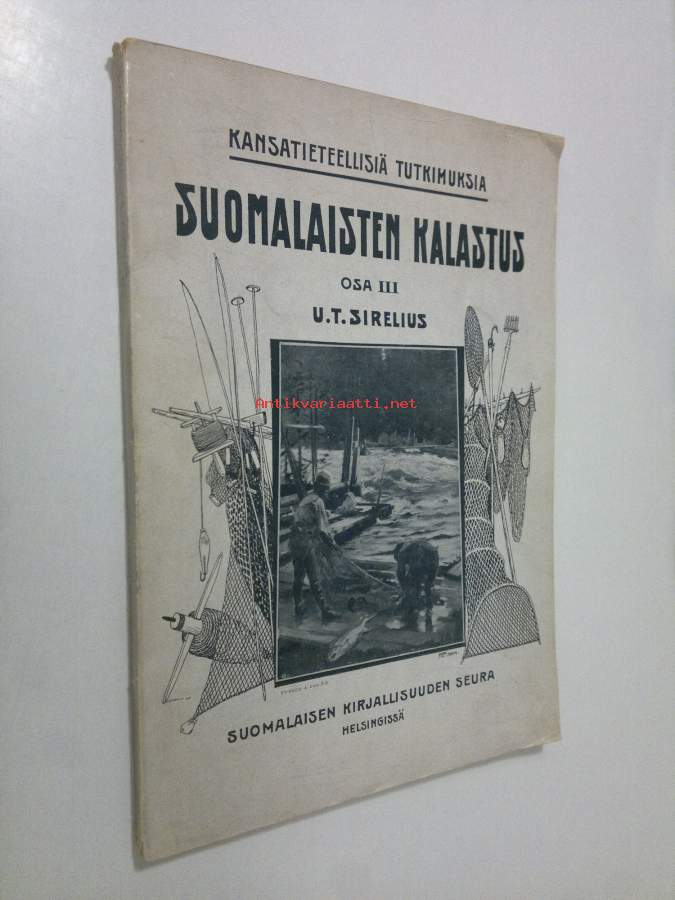 KANSATIETEELLISIÄ TUTKIMUKSIA
SUOMALAISTEN KALASTUS
OSA III
U.T. SIRELIUS
Antikvariaatti.net
SUOMALAISEN KIRJALLISUUDEN SEURA
HELSINGISSÄ